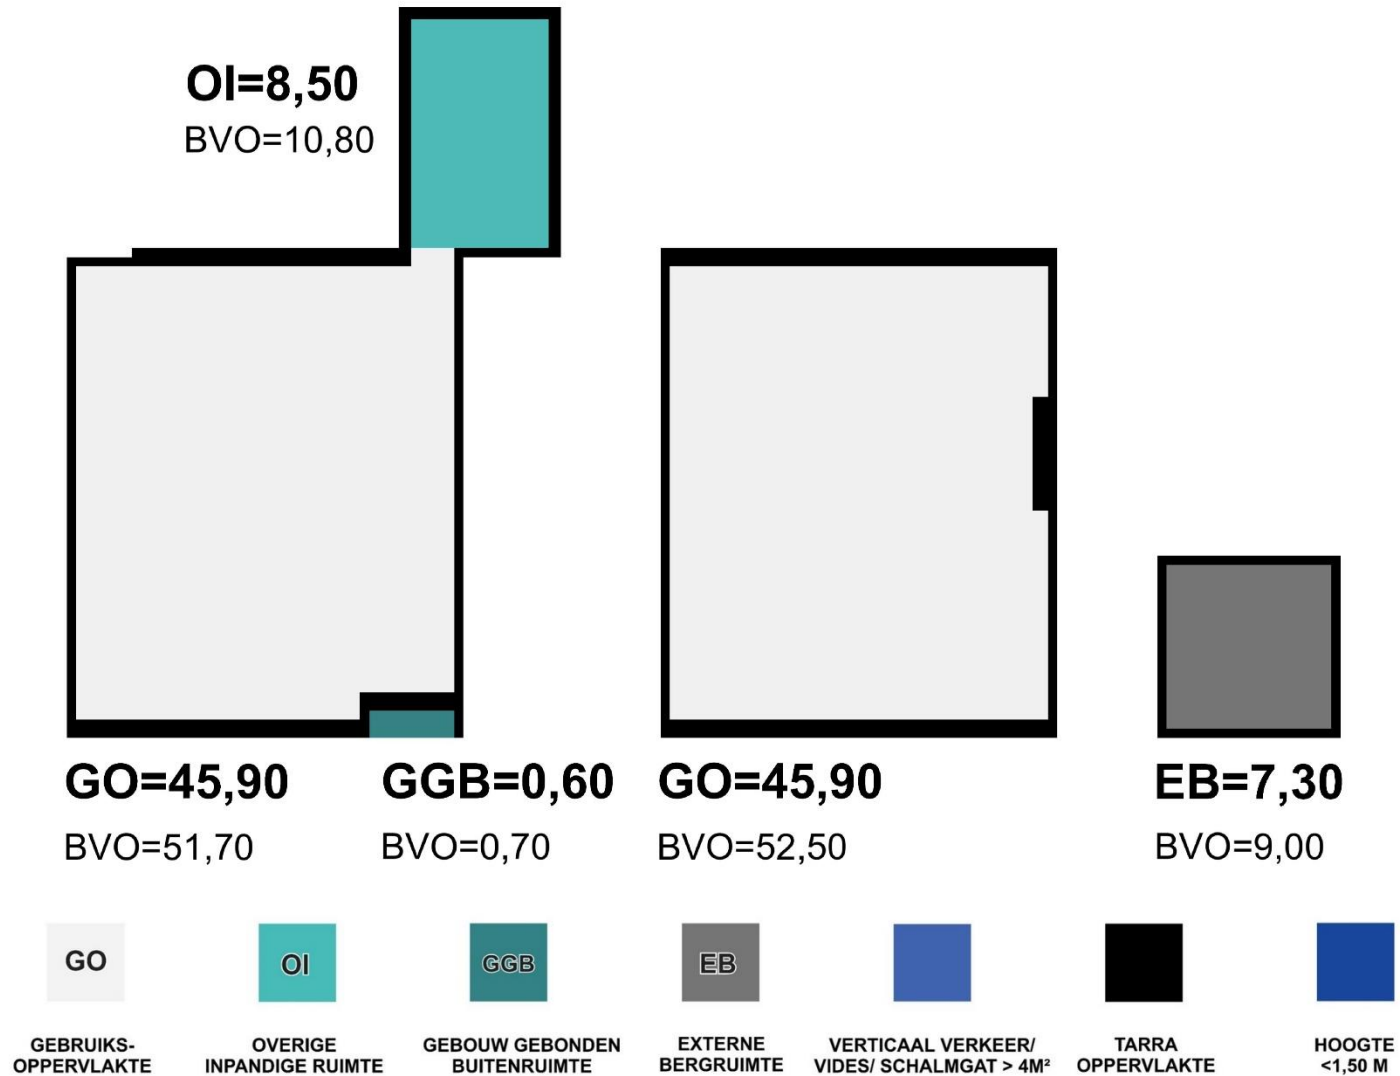 OI=8,50
BVO=10,80
GO=45,90
BVO=51,70
GGB=0,60
BVO=0,70
GO=45,90
BVO=52,50
EB=7,30
BVO=9,00
GO
GEBRUIKS-
OPPERVLAKTE
OI
OVERIGE
INPANDIGE RUIMTE
GGB
GEBOUW GEBONDEN
BUITENRUIMTE
EB
EXTERNE
BERGRUIMTE
VERTICAAL VERKEER/
VIDES/ SCHALMGAT > 4M²
TARRA
OPPERVLAKTE
HOOGTE
<1,50 M